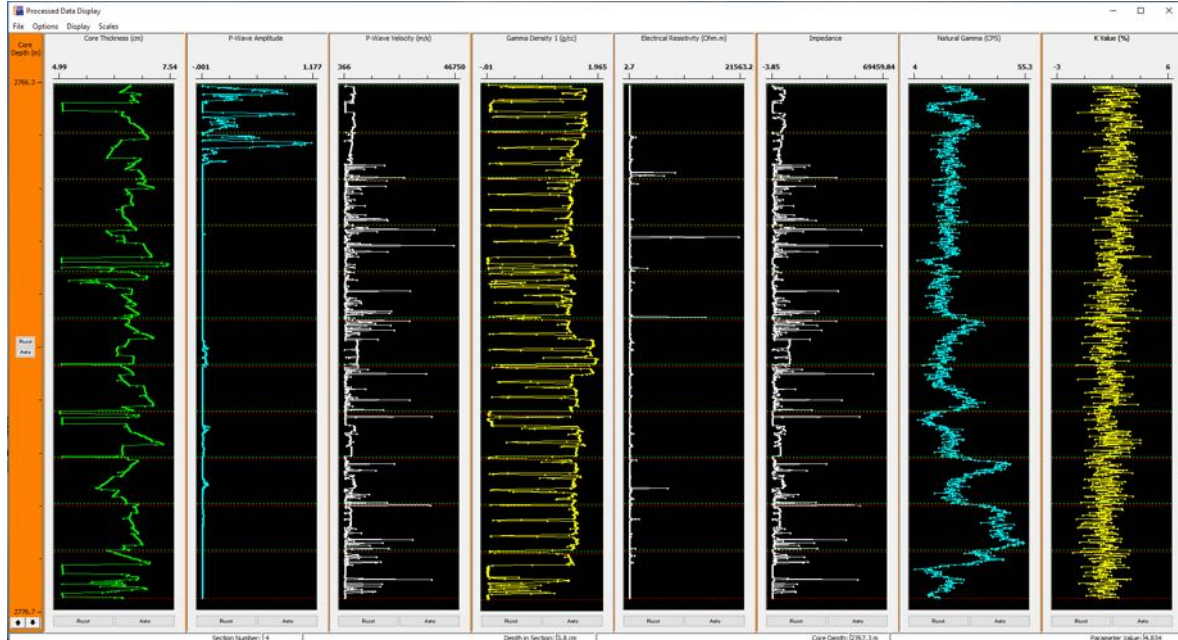 Processed Data Display
File Options Display Scales
Core Depth (m)
Core Thickness (cm) P-Wave Amplitude P-Wave Velocity (m/s) Gamma Density 1 (g/cc) Electrical Resistivity (Ohm.m) Impedance Natural Gamma (CPS) K Value (%)
4.99 7.54 -.001 1.177 366 46750 -.01 1.965 2.7 21563.2 -3.85 69459.84 4 55.3 -3 6
2766.3
Reset
Auto
2776.7
Reset Auto Reset Auto Reset Auto Reset Auto Reset Auto Reset Auto Reset Auto Reset Auto
Section Number: 4 Depth in Section: 0.8 cm Core Depth: 2767.3 m Parameter Value: 4.834